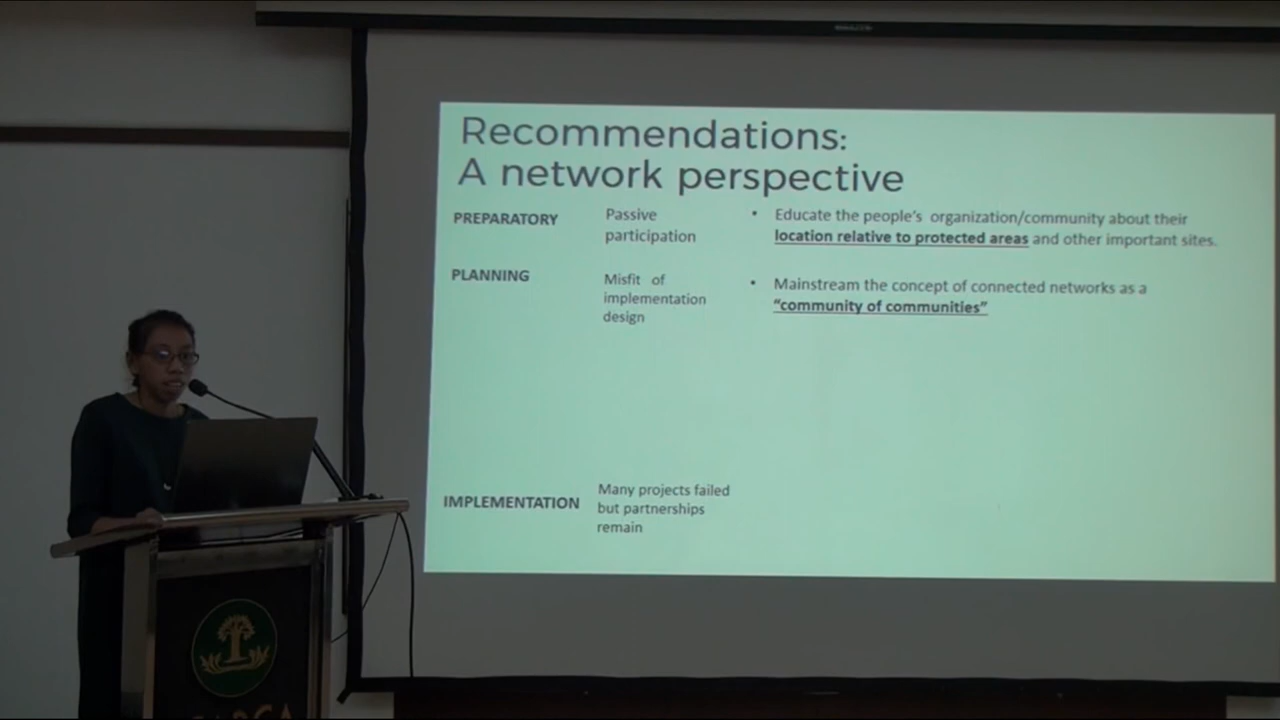 Recommendations:
A network perspective
PREPARATORY
Passive
participation
• Educate the people's organization/community about their
location relative to protected areas and other important sites.
PLANNING
Misfit of
implementation
design
• Mainstream the concept of connected networks as a
“community of communities”
IMPLEMENTATION
Many projects failed
but partnerships
remain